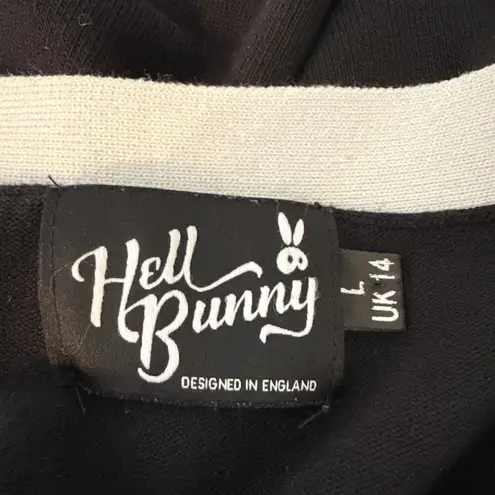 Hell
Bunny
DESIGNED IN ENGLAND
L
UK 14